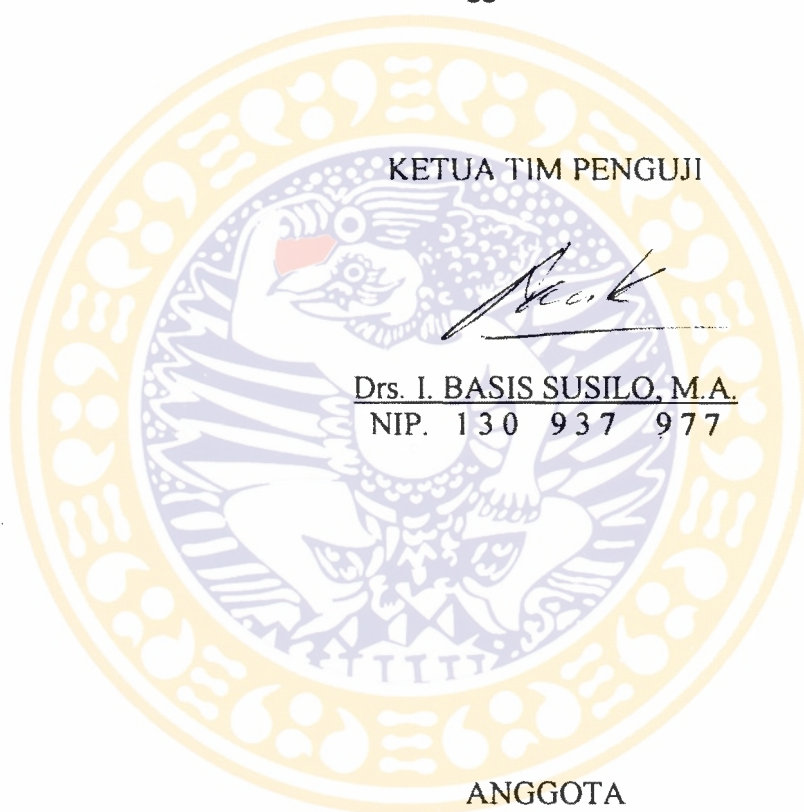 KETUA TIM PENGUJI
Drs. I. BASIS SUSILO, M.A.
NIP. 130 937 977
ANGGOTA